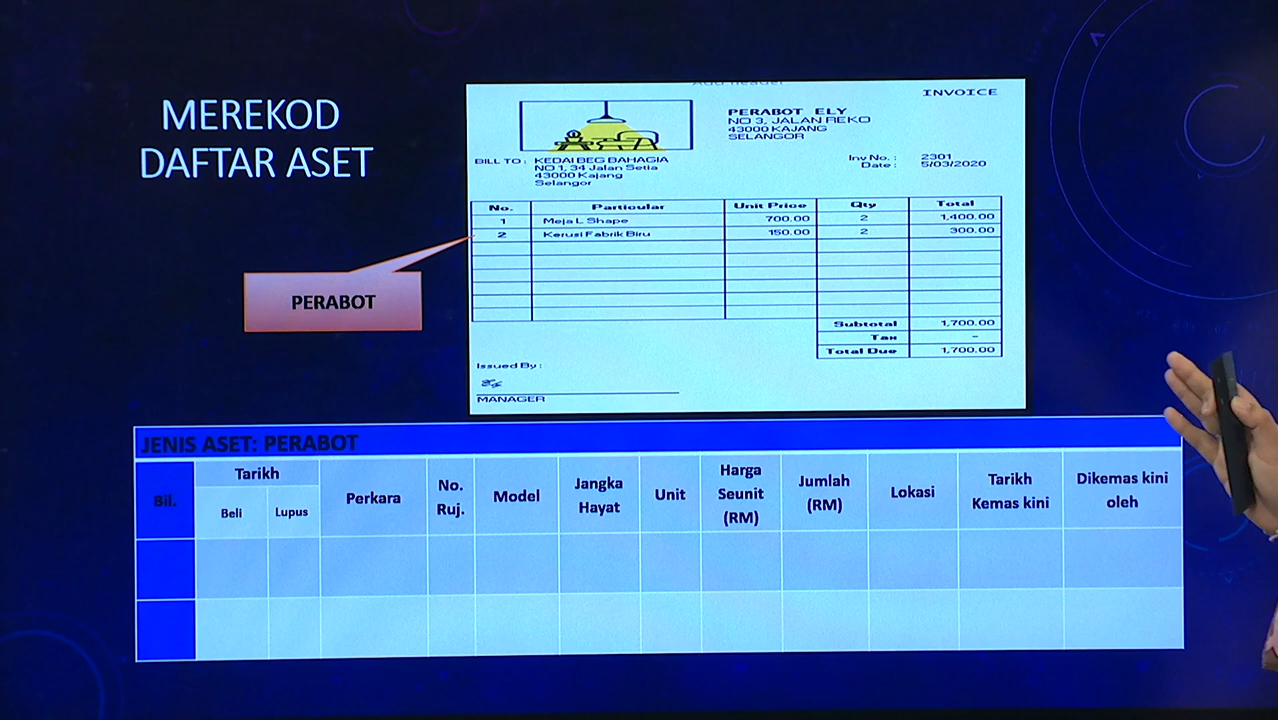 MEREKOD
DAFTAR ASET
INVOICE
PERABOT ELY
NO 3, JALAN REKO
43000 KAJANG
SELANGOR
BILL TO : KEDAI BEG BAHAGIA
NO 1, 34 Jalan Setia
43000 Kajang
Selangor
Inv No. : 2301
Date : 5/03/2020
No. Particular Unit Price Qty Total
1 Meja L Shape 700.00 2 1,400.00
2 Kerusi Fabrik Biru 150.00 2 300.00
Subtotal 1,700.00
Tax -
Total Due 1,700.00
Issued By :
MANAGER
PERABOT
JENIS ASET: PERABOT
Bil. Tarikh Perkara No. Ruj. Model Jangka Hayat Unit Harga Seunit (RM) Jumlah (RM) Lokasi Tarikh Kemas kini Dikemas kini oleh
Beli Lupus